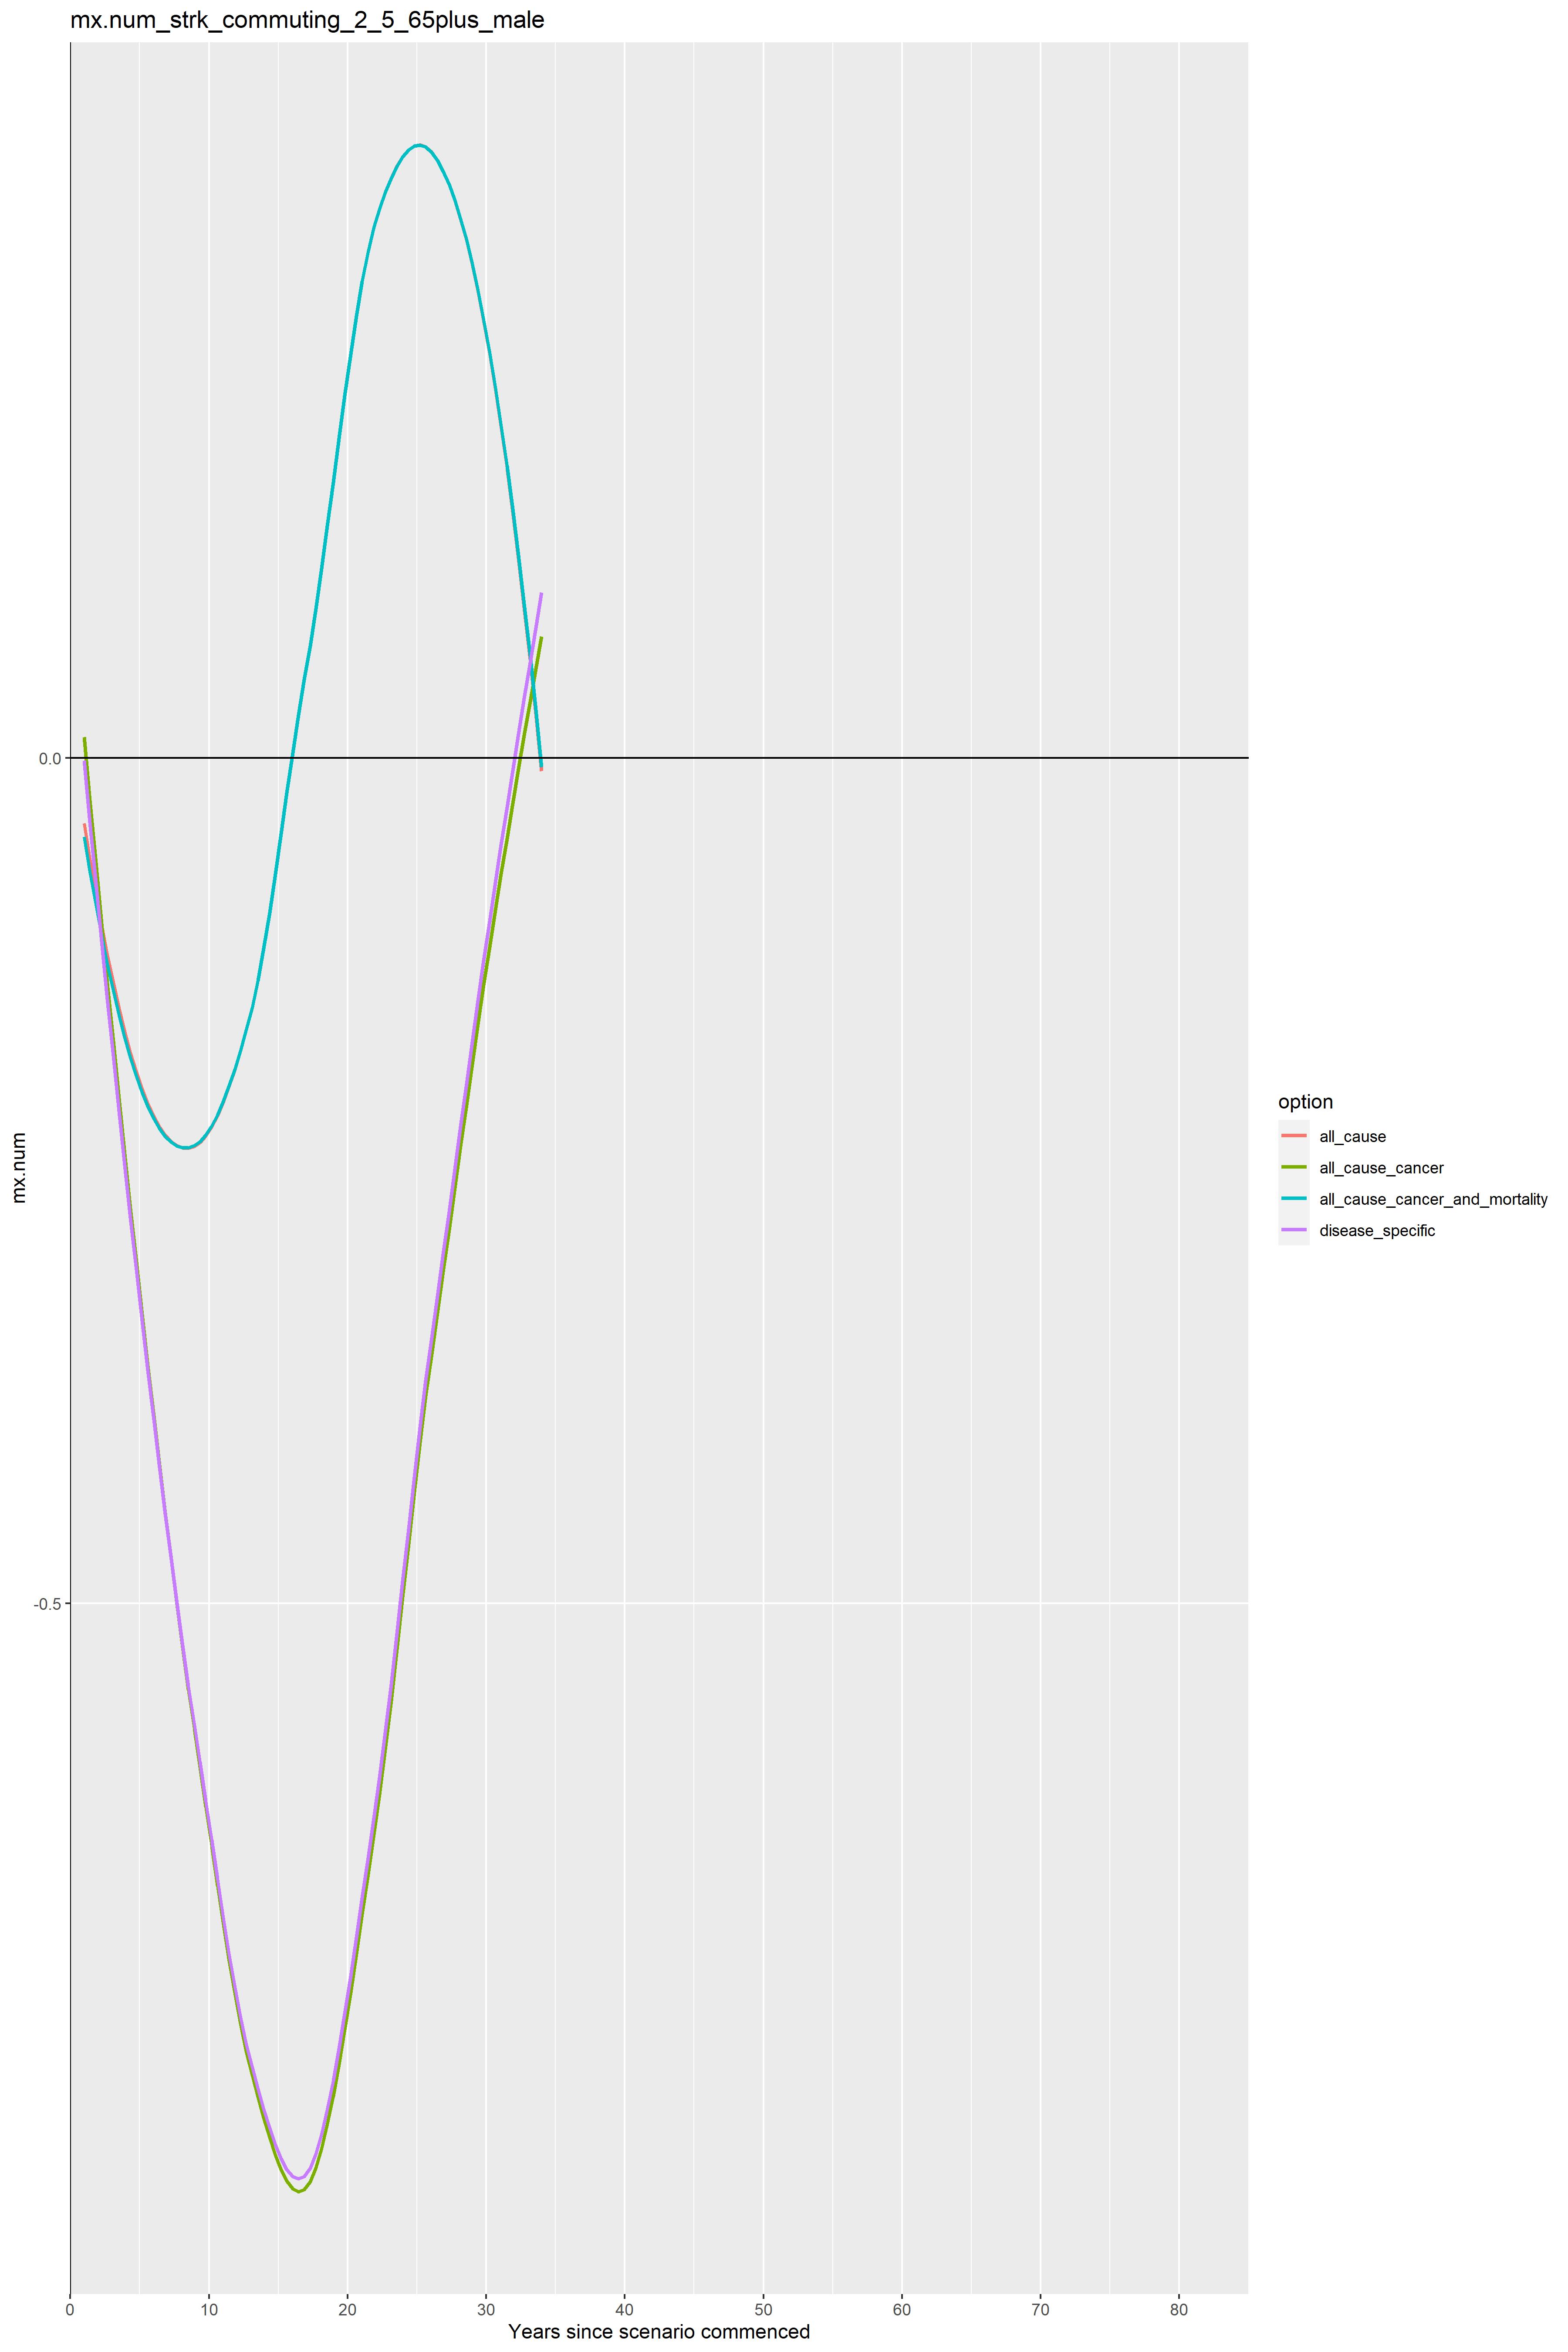 mx.num_strk_commuting_2_5_65plus_male
mx.num
0.0
-0.5
0 10 20 30 40 50 60 70 80
Years since scenario commenced
option
all_cause
all_cause_cancer
all_cause_cancer_and_mortality
disease_specific